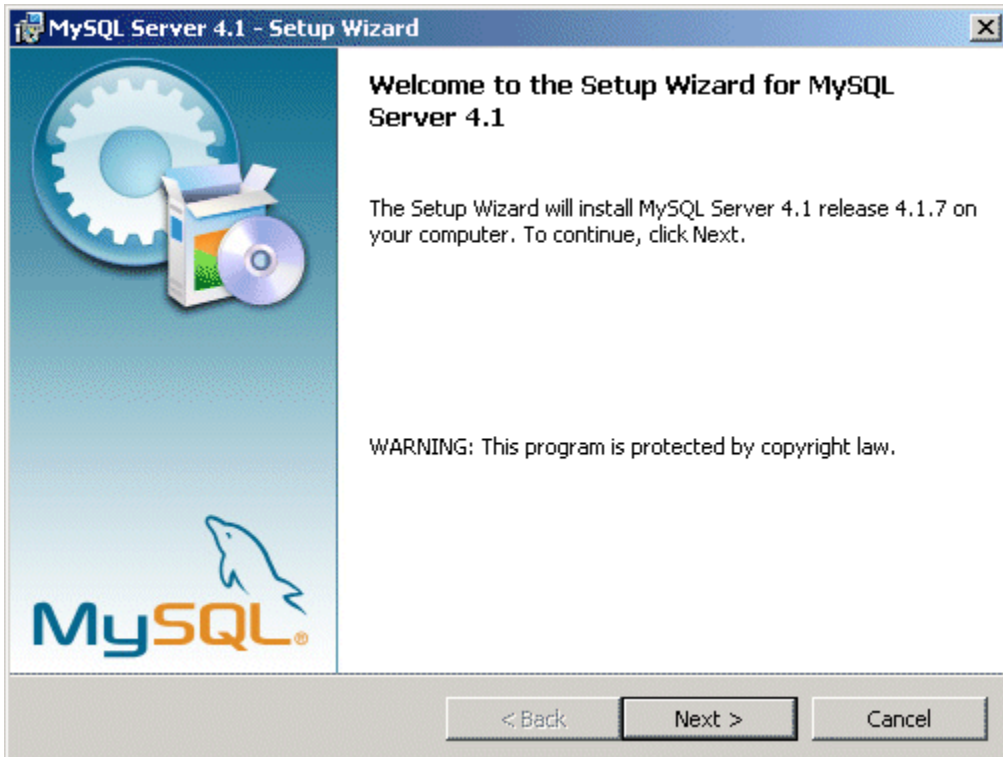 MySQL Server 4.1 - Setup Wizard
Welcome to the Setup Wizard for MySQL
Server 4.1
The Setup Wizard will install MySQL Server 4.1 release 4.1.7 on
your computer. To continue, click Next.
WARNING: This program is protected by copyright law.
MySQL®
< Back
Next >
Cancel